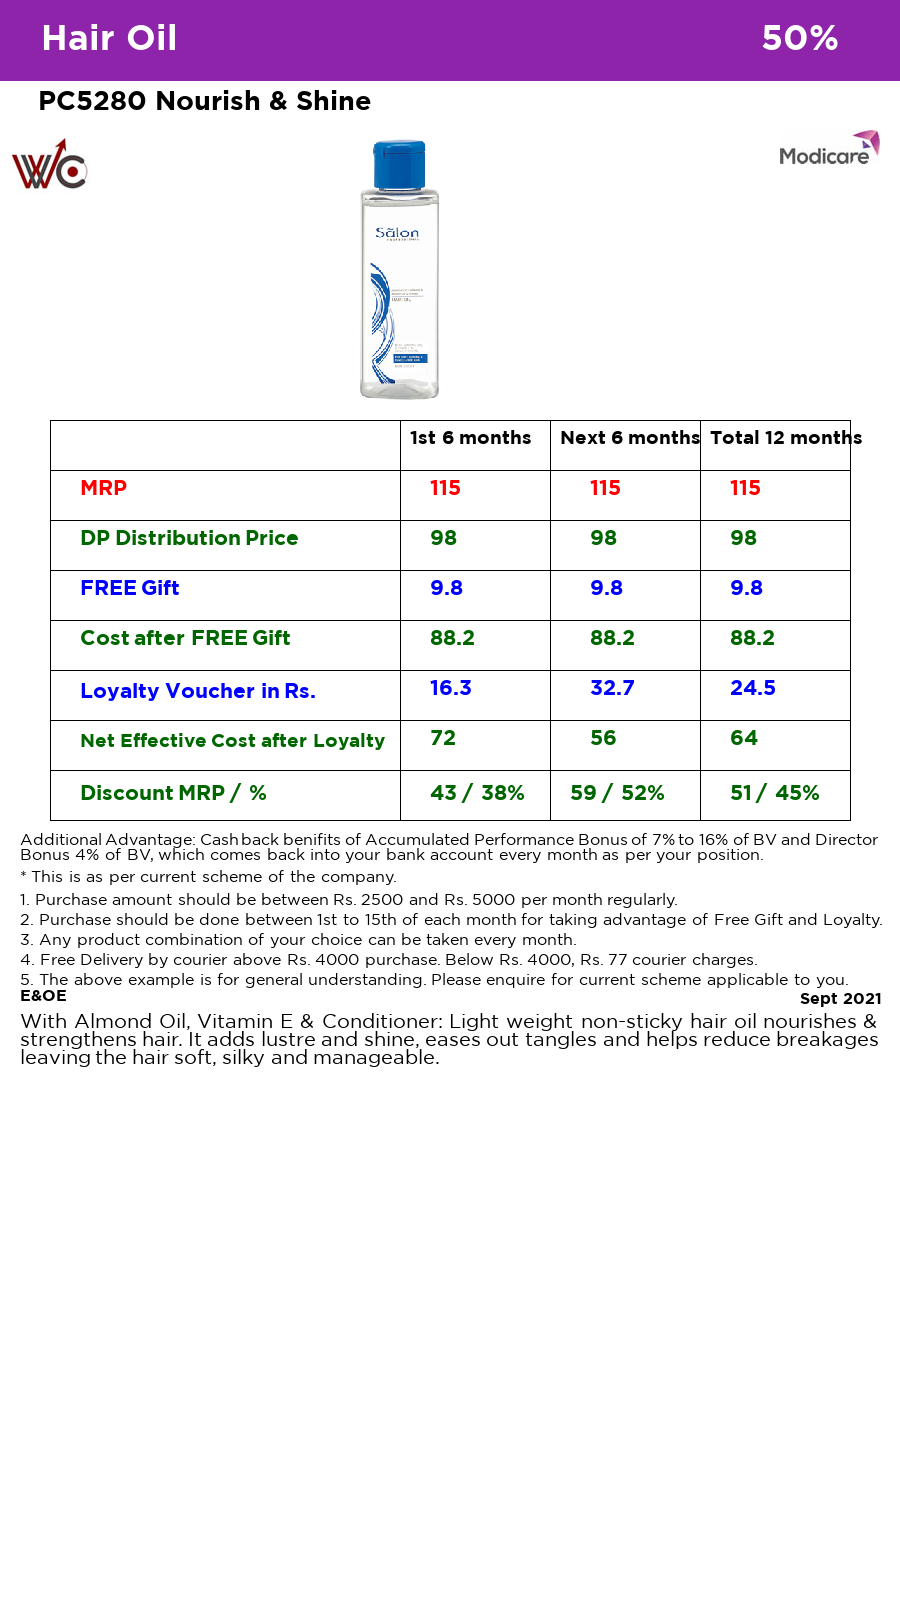 Hair Oil 50%
PC5280 Nourish & Shine
WC
Modicare
Sãlon
HAIR OIL
1st 6 months Next 6 months Total 12 months
MRP 115 115 115
DP Distribution Price 98 98 98
FREE Gift 9.8 9.8 9.8
Cost after FREE Gift 88.2 88.2 88.2
Loyalty Voucher in Rs. 16.3 32.7 24.5
Net Effective Cost after Loyalty 72 56 64
Discount MRP / % 43 / 38% 59 / 52% 51 / 45%
Additional Advantage: Cash back benifits of Accumulated Performance Bonus of 7% to 16% of BV and Director
Bonus 4% of BV, which comes back into your bank account every month as per your position.
* This is as per current scheme of the company.
1. Purchase amount should be between Rs. 2500 and Rs. 5000 per month regularly.
2. Purchase should be done between 1st to 15th of each month for taking advantage of Free Gift and Loyalty.
3. Any product combination of your choice can be taken every month.
4. Free Delivery by courier above Rs. 4000 purchase. Below Rs. 4000, Rs. 77 courier charges.
5. The above example is for general understanding. Please enquire for current scheme applicable to you.
E&OE
Sept 2021
With Almond Oil, Vitamin E & Conditioner: Light weight non-sticky hair oil nourishes &
strengthens hair. It adds lustre and shine, eases out tangles and helps reduce breakages
leaving the hair soft, silky and manageable.